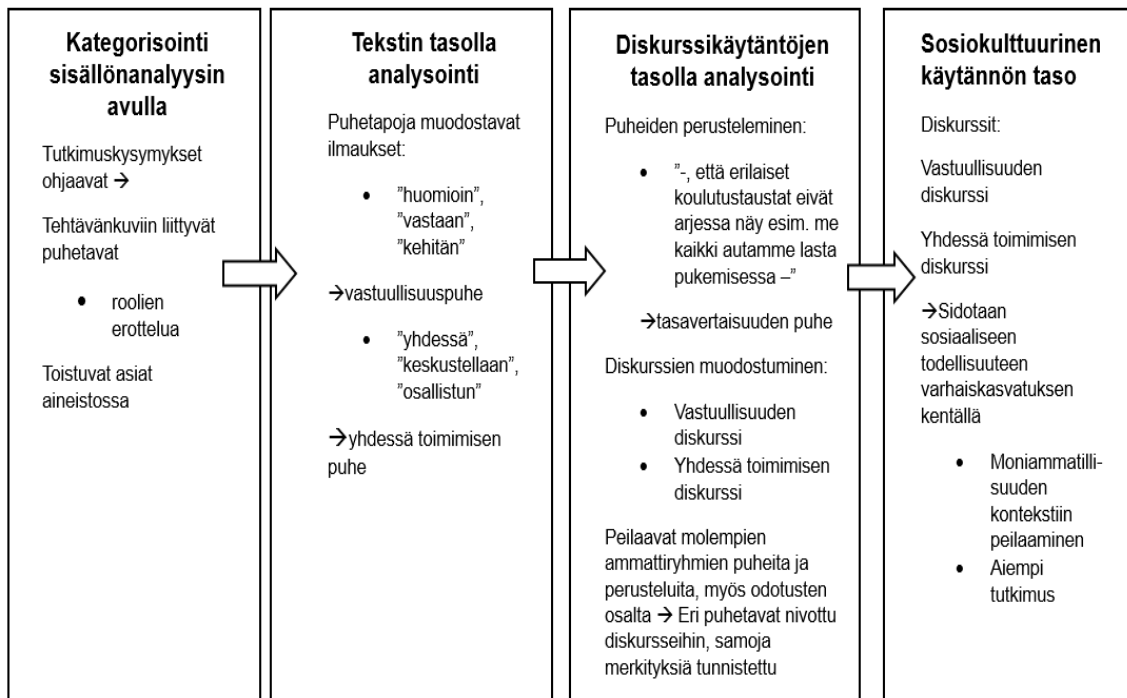 Kategorisointi
sisällönanalyysin
avulla
Tutkimuskysymykset
ohjaavat →
Tehtävänkuviin liittyvät
puhetavat
• roolien
erottelua
Toistuvat asiat
aineistossa
Tekstin tasolla
analysointi
Puhetapoja muodostavat
ilmaukset:
• ”huomioin”,
”vastaan”,
”kehitän”
→vastuullisuuspuhe
• ”yhdessä”,
”keskustellaan”,
”osallistun”
→yhdessä toimimisen
puhe
Diskurssikäytäntöjen
tasolla analysointi
Puheiden perusteleminen:
• ”-, että erilaiset
koulutustaustat eivät
arjessa näy esim. me
kaikki autamme lasta
pukemisessa –”
→tasavertaisuuden puhe
Diskurssien muodostuminen:
• Vastuullisuuden
diskurssi
• Yhdessä toimimisen
diskurssi
Peilaavat molempien
ammattiryhmien puheita ja
perusteluita, myös odotusten
osalta → Eri puhetavat nivottu
diskursseihin, samoja
merkityksiä tunnistettu
Sosiokulttuurinen
käytännön taso
Diskurssit:
Vastuullisuuden
diskurssi
Yhdessä toimimisen
diskurssi
→Sidotaan
sosiaaliseen
todellisuuteen
varhaiskasvatuksen
kentällä
• Moniammatilli-
suuden
kontekstiin
peilaaminen
• Aiempi
tutkimus